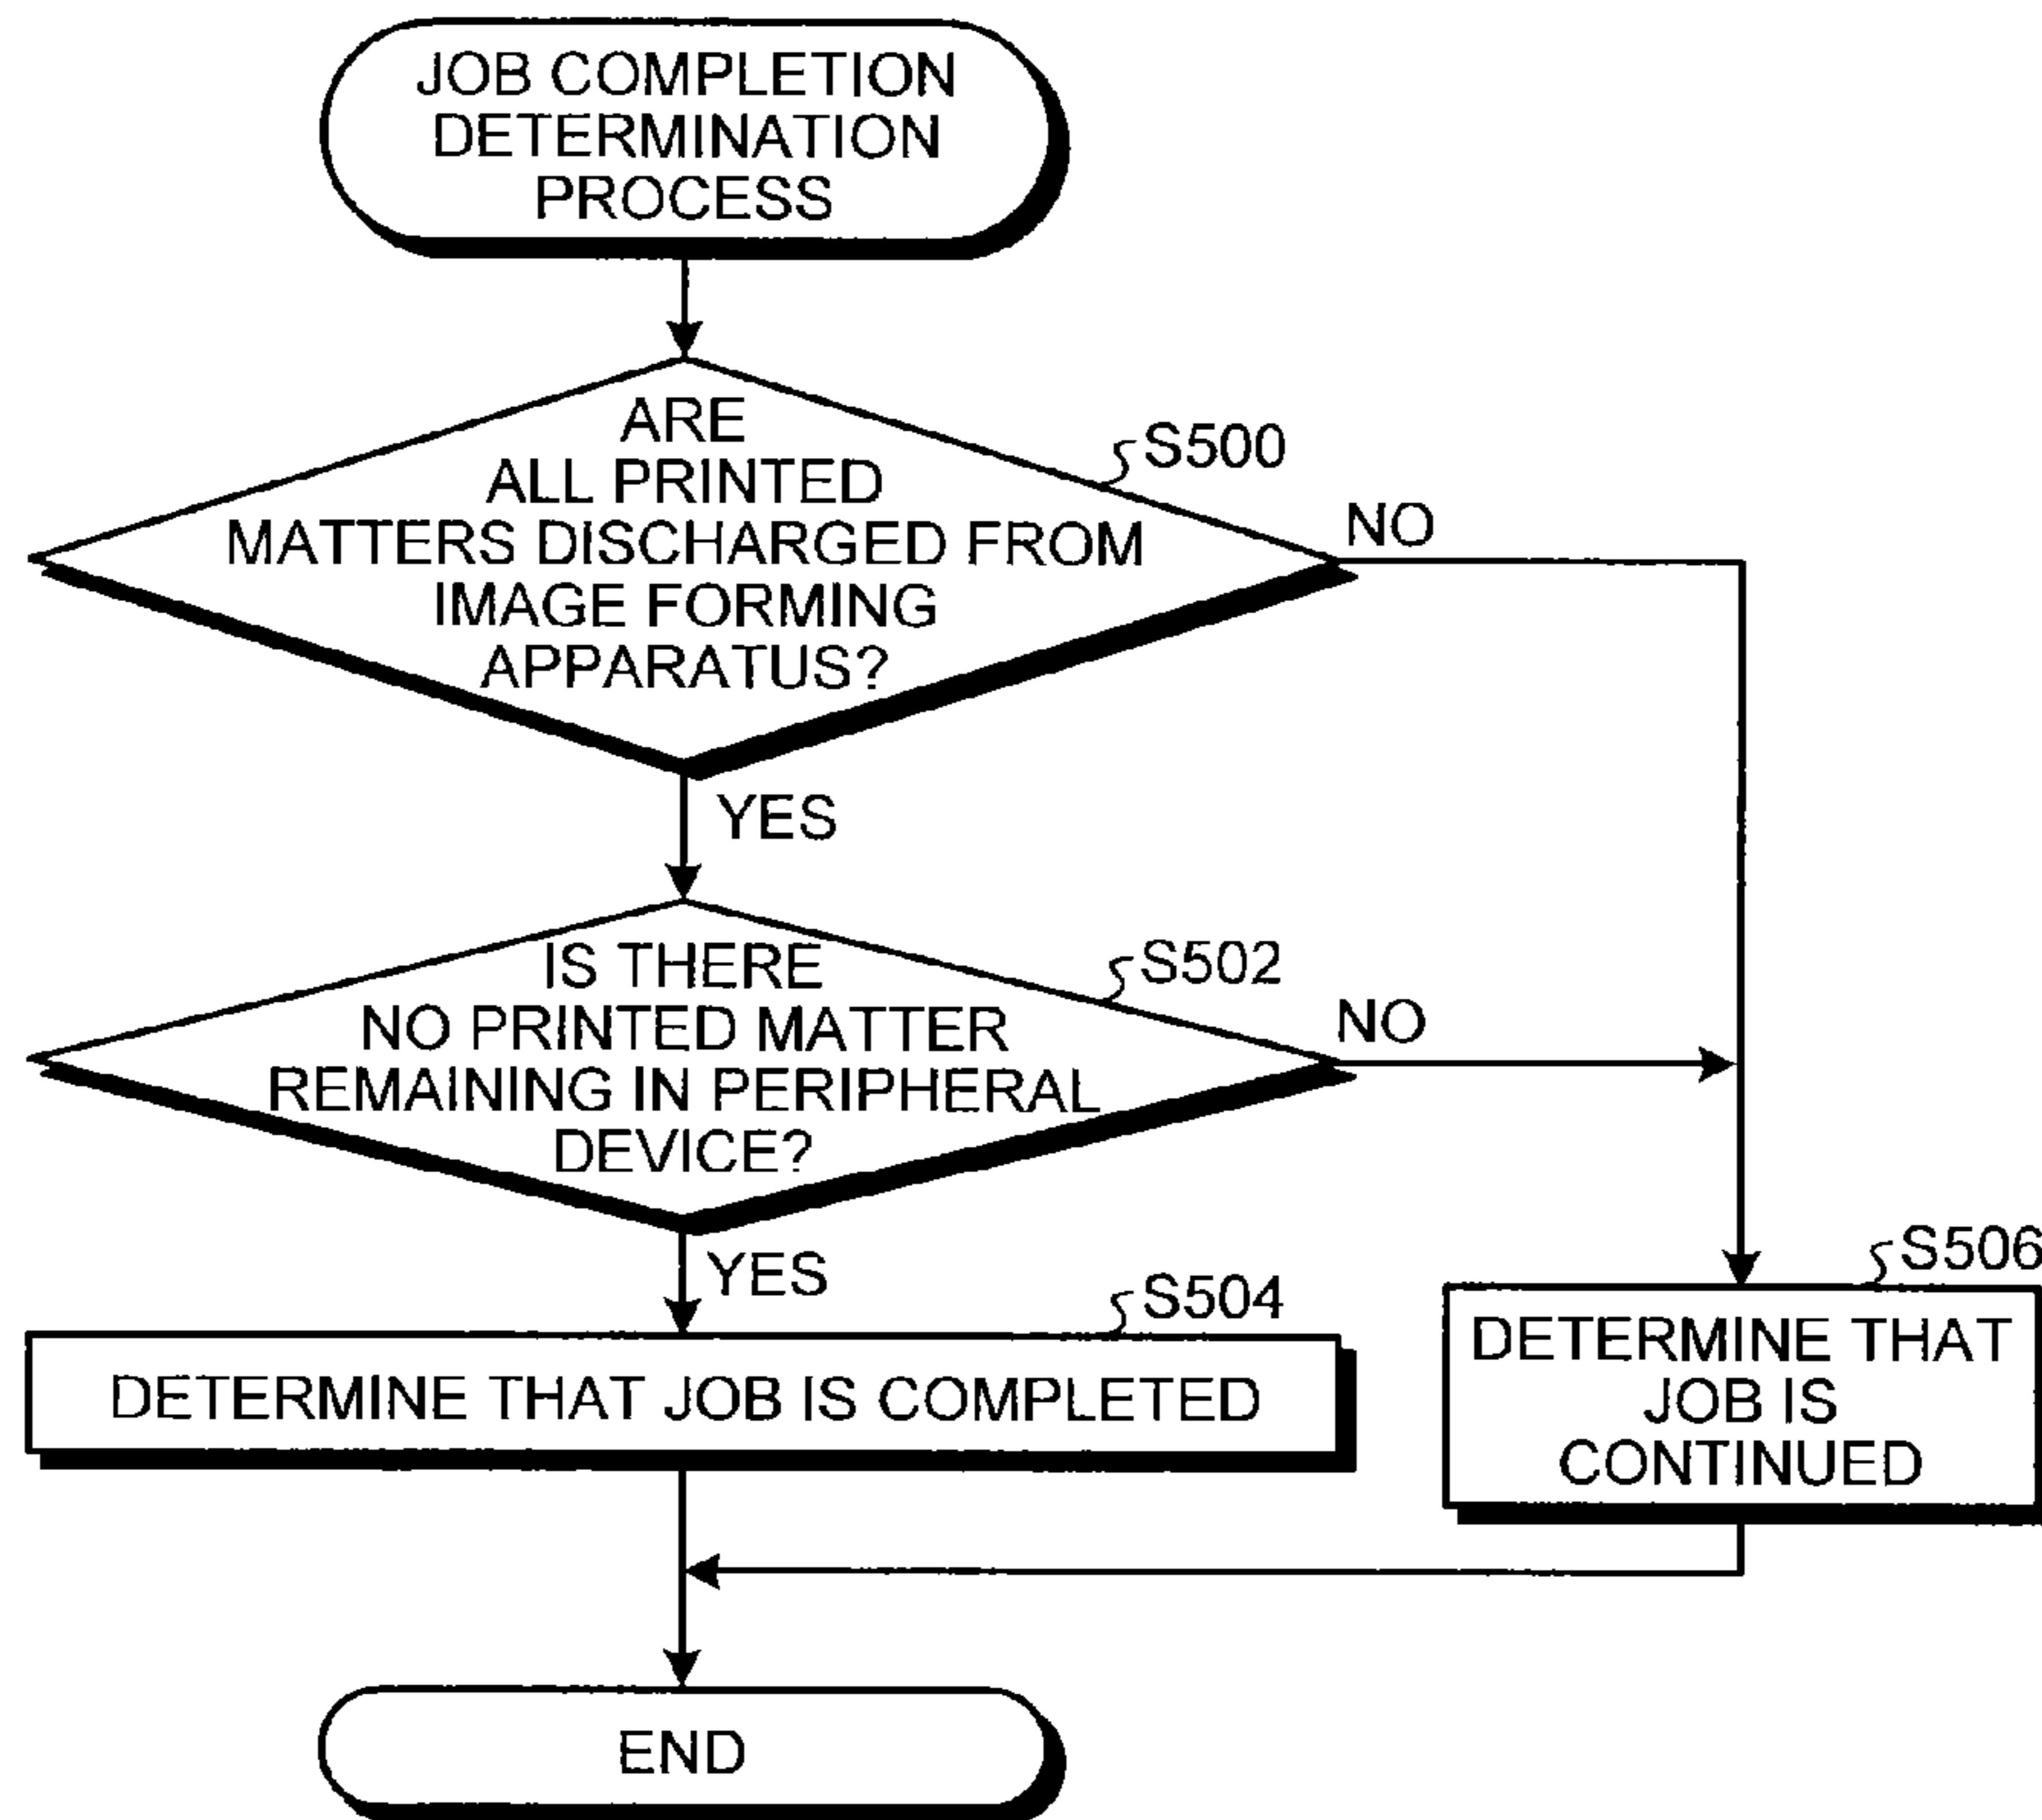 JOB COMPLETION
DETERMINATION
PROCESS
ARE
ALL PRINTED
MATTERS DISCHARGED FROM
IMAGE FORMING
APPARATUS?
S500
NO
YES
IS THERE
NO PRINTED MATTER
REMAINING IN PERIPHERAL
DEVICE?
S502
NO
YES
S504
DETERMINE THAT JOB IS COMPLETED
S506
DETERMINE THAT
JOB IS
CONTINUED
END